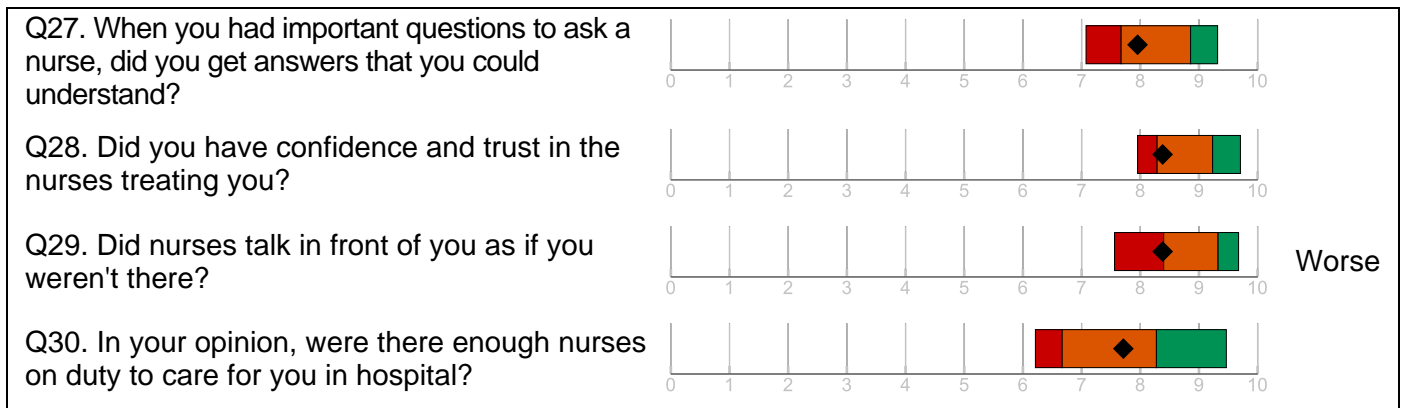 Q27. When you had important questions to ask a
nurse, did you get answers that you could
understand?
0 1 2 3 4 5 6 7 8 9 10
Q28. Did you have confidence and trust in the
nurses treating you?
0 1 2 3 4 5 6 7 8 9 10
Q29. Did nurses talk in front of you as if you
weren't there?
Worse
0 1 2 3 4 5 6 7 8 9 10
Q30. In your opinion, were there enough nurses
on duty to care for you in hospital?
0 1 2 3 4 5 6 7 8 9 10